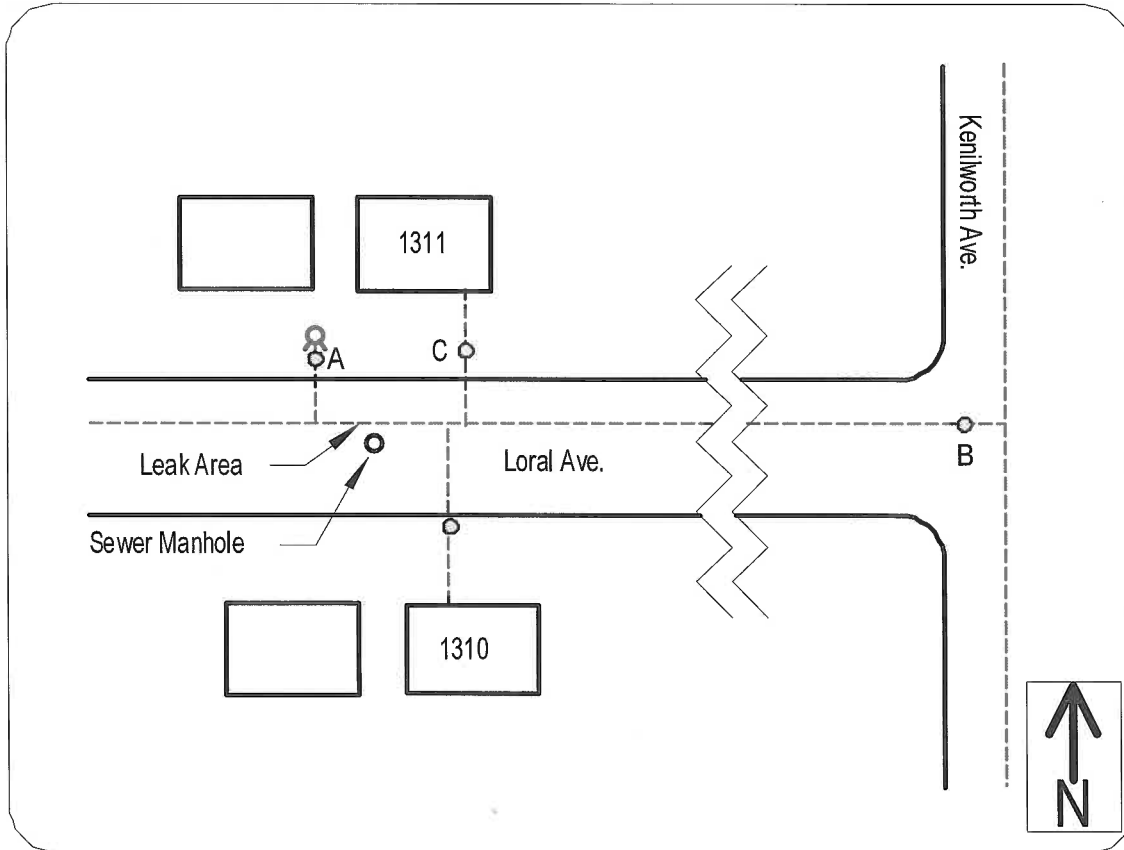 Kenilworth Ave.
1311
A
C
B
Leak Area
Loral Ave.
Sewer Manhole
1310
N